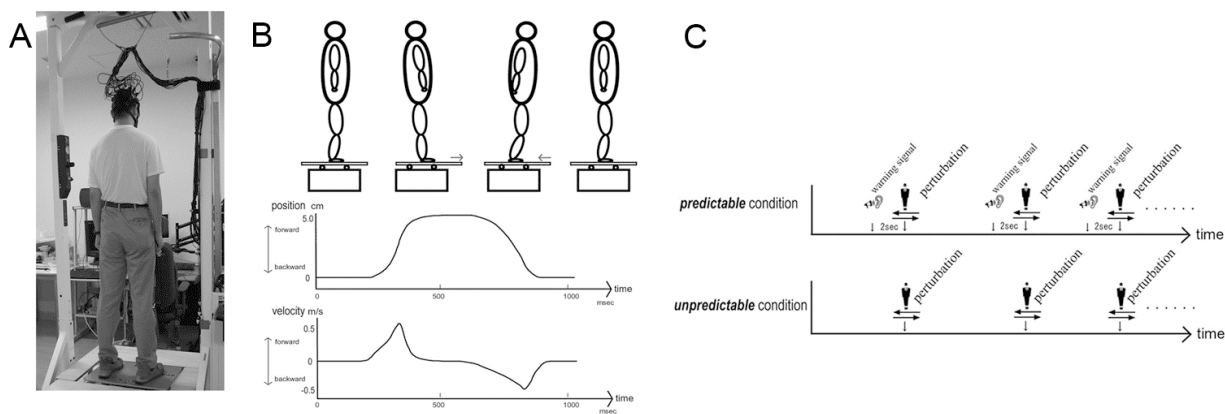 A
B
C
position cm
5.0
forward
backward
0
0
500
1000
time
msec
velocity m/s
0.5
forward
0
backward
-0.5
0
500
1000
time
msec
warning signal
perturbation
warning signal
perturbation
warning signal
perturbation
predictable condition
2sec
2sec
2sec
. . . . . .
time
perturbation
perturbation
perturbation
unpredictable condition
. . . . . .
time